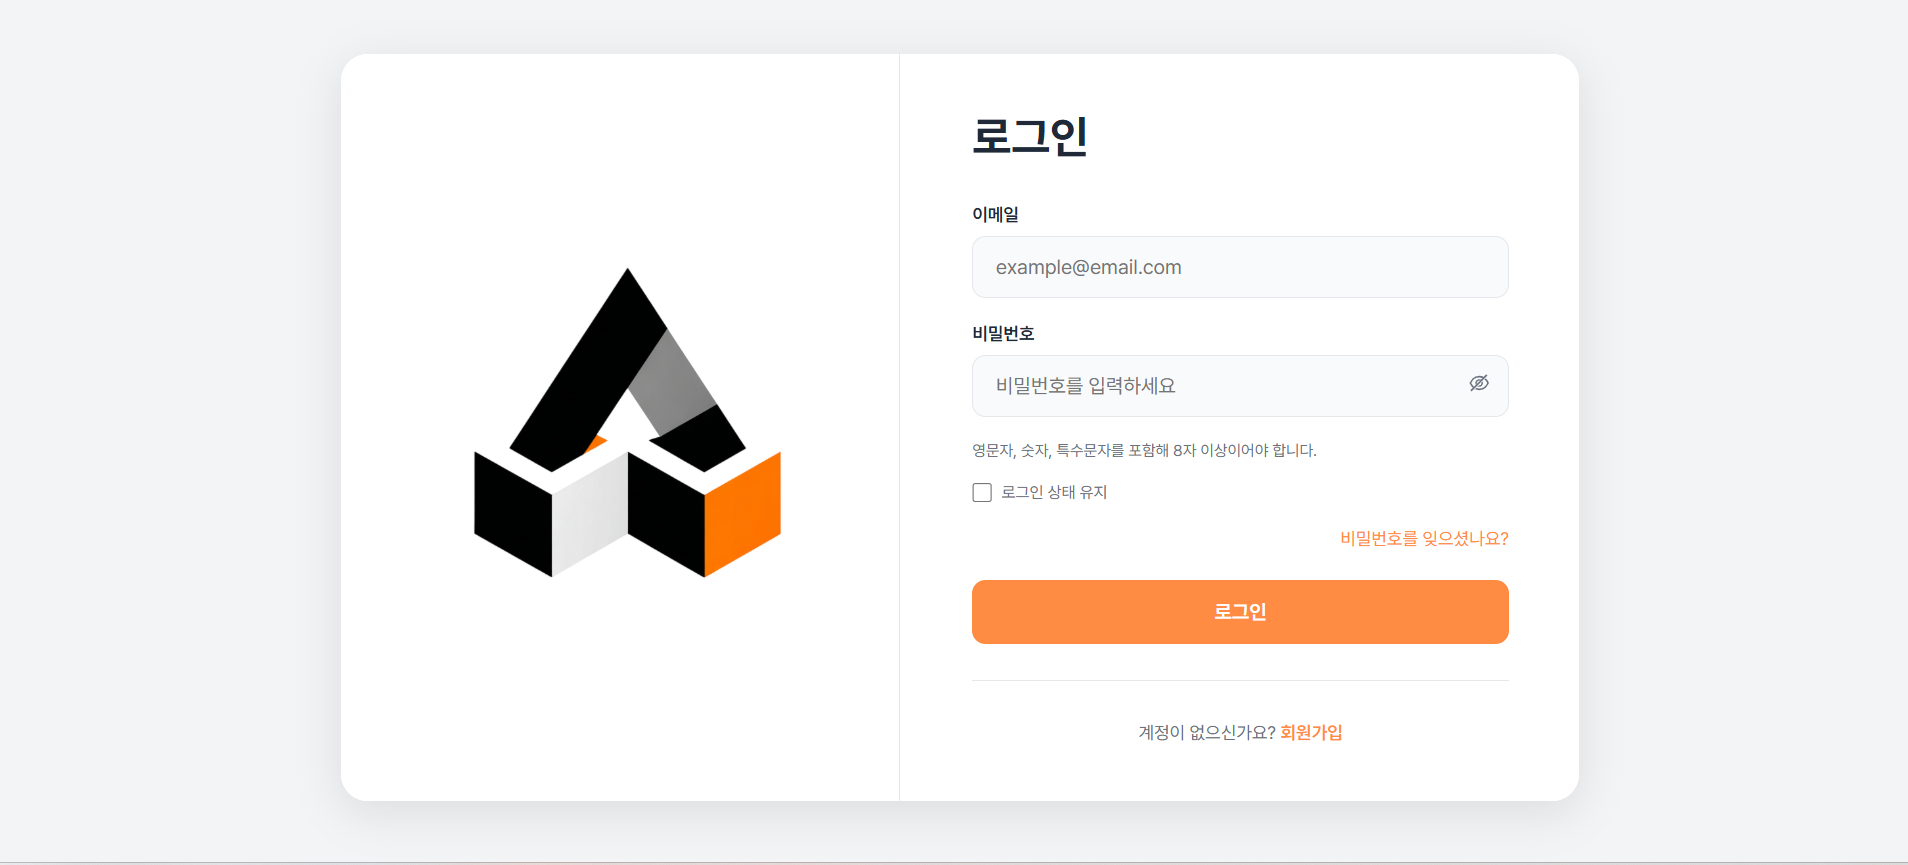 로그인
이메일
example@email.com
비밀번호
비밀번호를 입력하세요
영문자, 숫자, 특수문자를 포함해 8자 이상이어야 합니다.
로그인 상태 유지
비밀번호를 잊으셨나요?
로그인
계정이 없으신가요? 회원가입